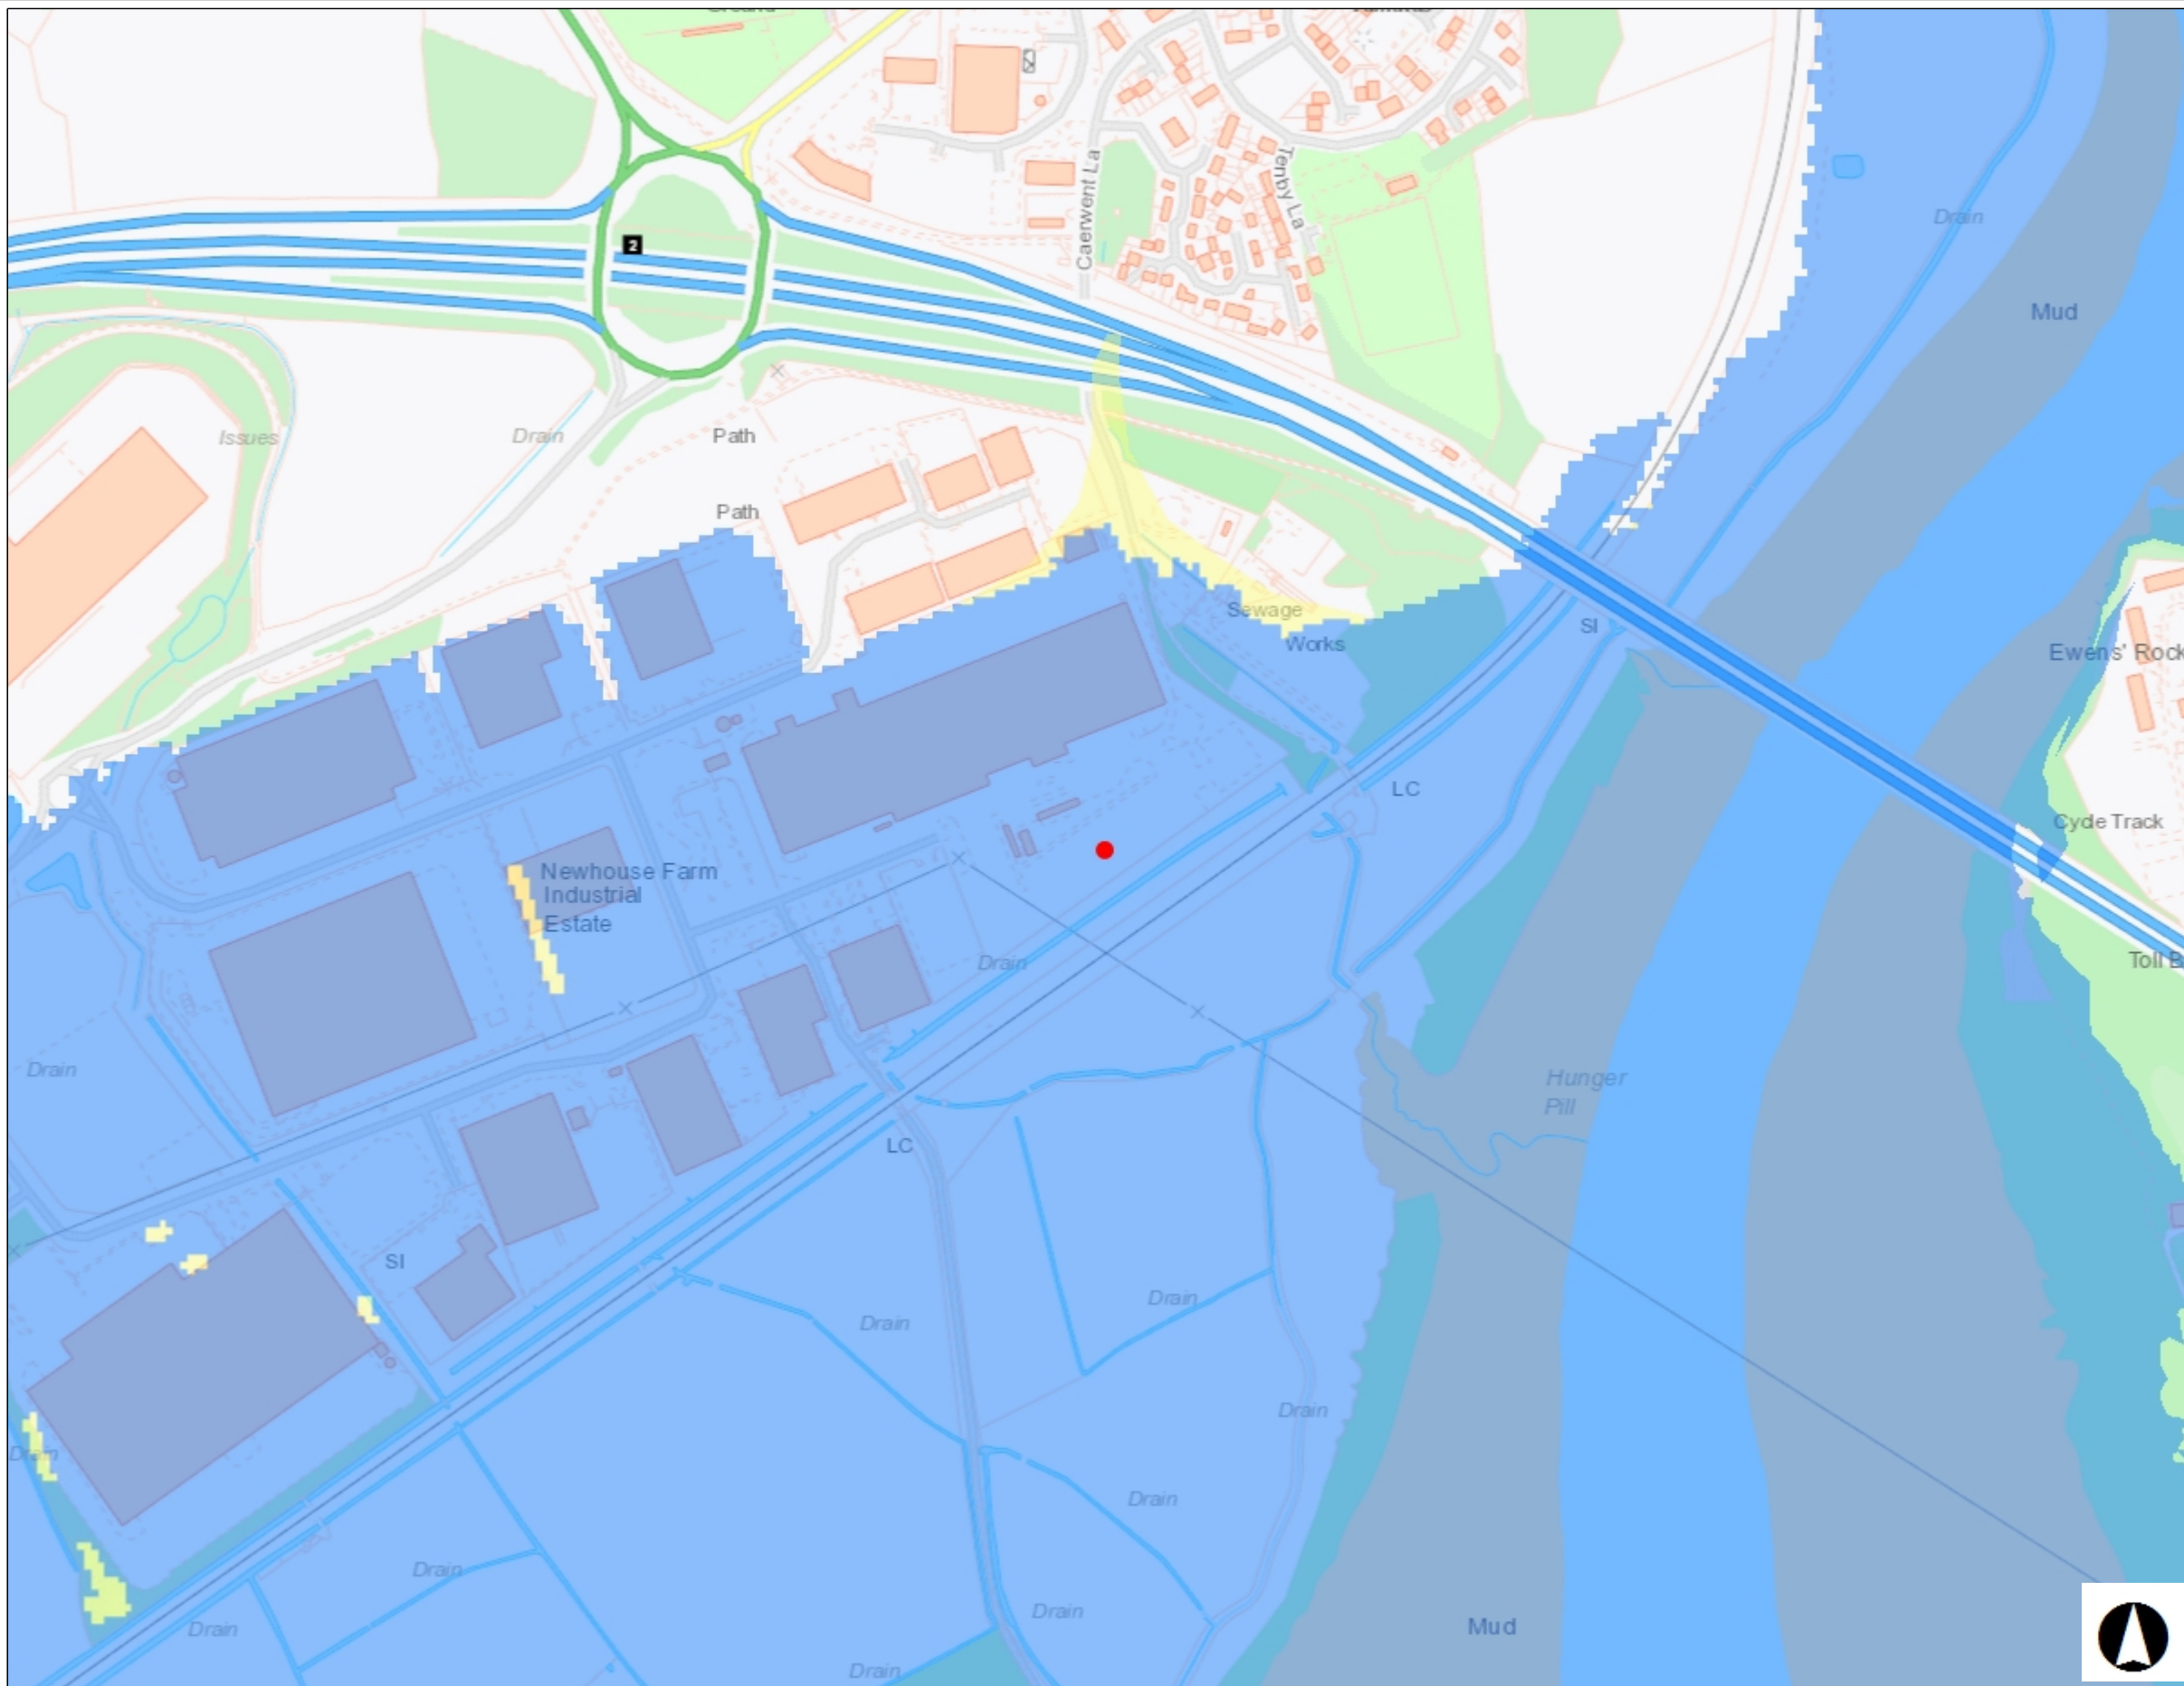 Caerwent La
Tenby La
Drain
2
Mud
Issues
Drain
Path
Path
Sewage
Works
SI
Ewens' Rock
LC
Cycle Track
Newhouse Farm
Industrial
Estate
Drain
Toll B
Drain
Hunger
Pill
LC
SI
Drain
Drain
Drain
Drain
Drain
Drain
Drain
Drain
Mud
Drain